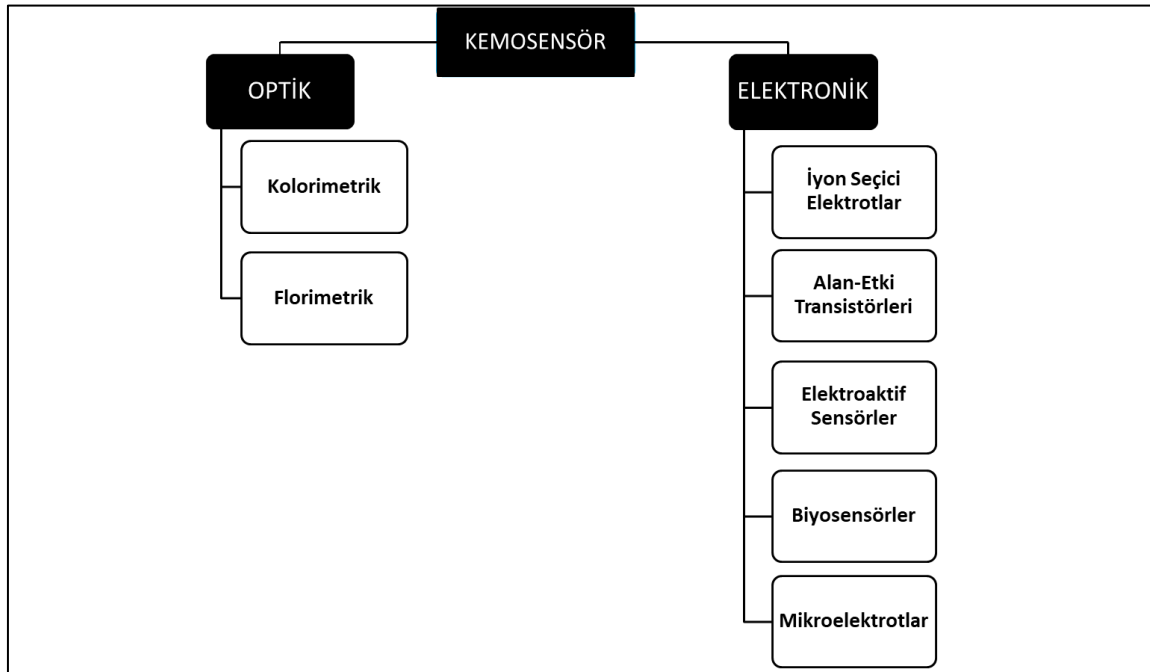 KEMOSENSÖR
OPTİK
Kolorimetrik
Florimetrik
ELEKTRONİK
İyon Seçici
Elektrotlar
Alan-Etki
Transistörleri
Elektroaktif
Sensörler
Biyosensörler
Mikroelektrotlar